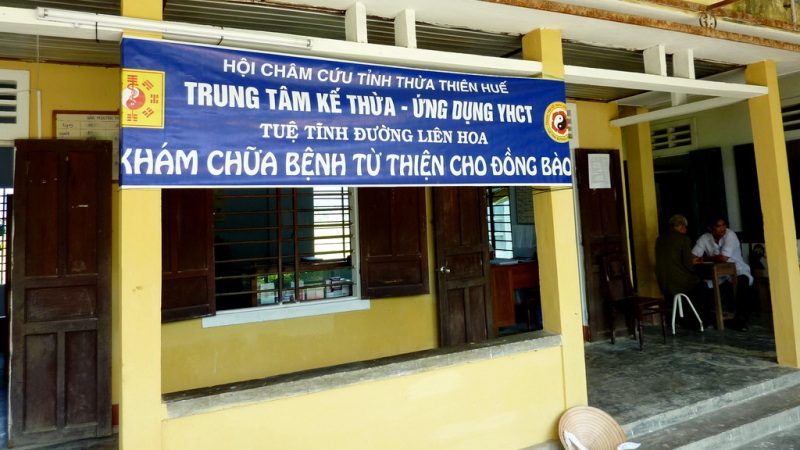 HỘI CHÂM CỨU TỈNH THỪA THIÊN HUẾ
TRUNG TÂM KẾ THỪA - ỨNG DỤNG YHCT
TUỆ TĨNH ĐƯỜNG LIÊN HOA
KHÁM CHỮA BỆNH TỪ THIỆN CHO ĐỒNG BÀO